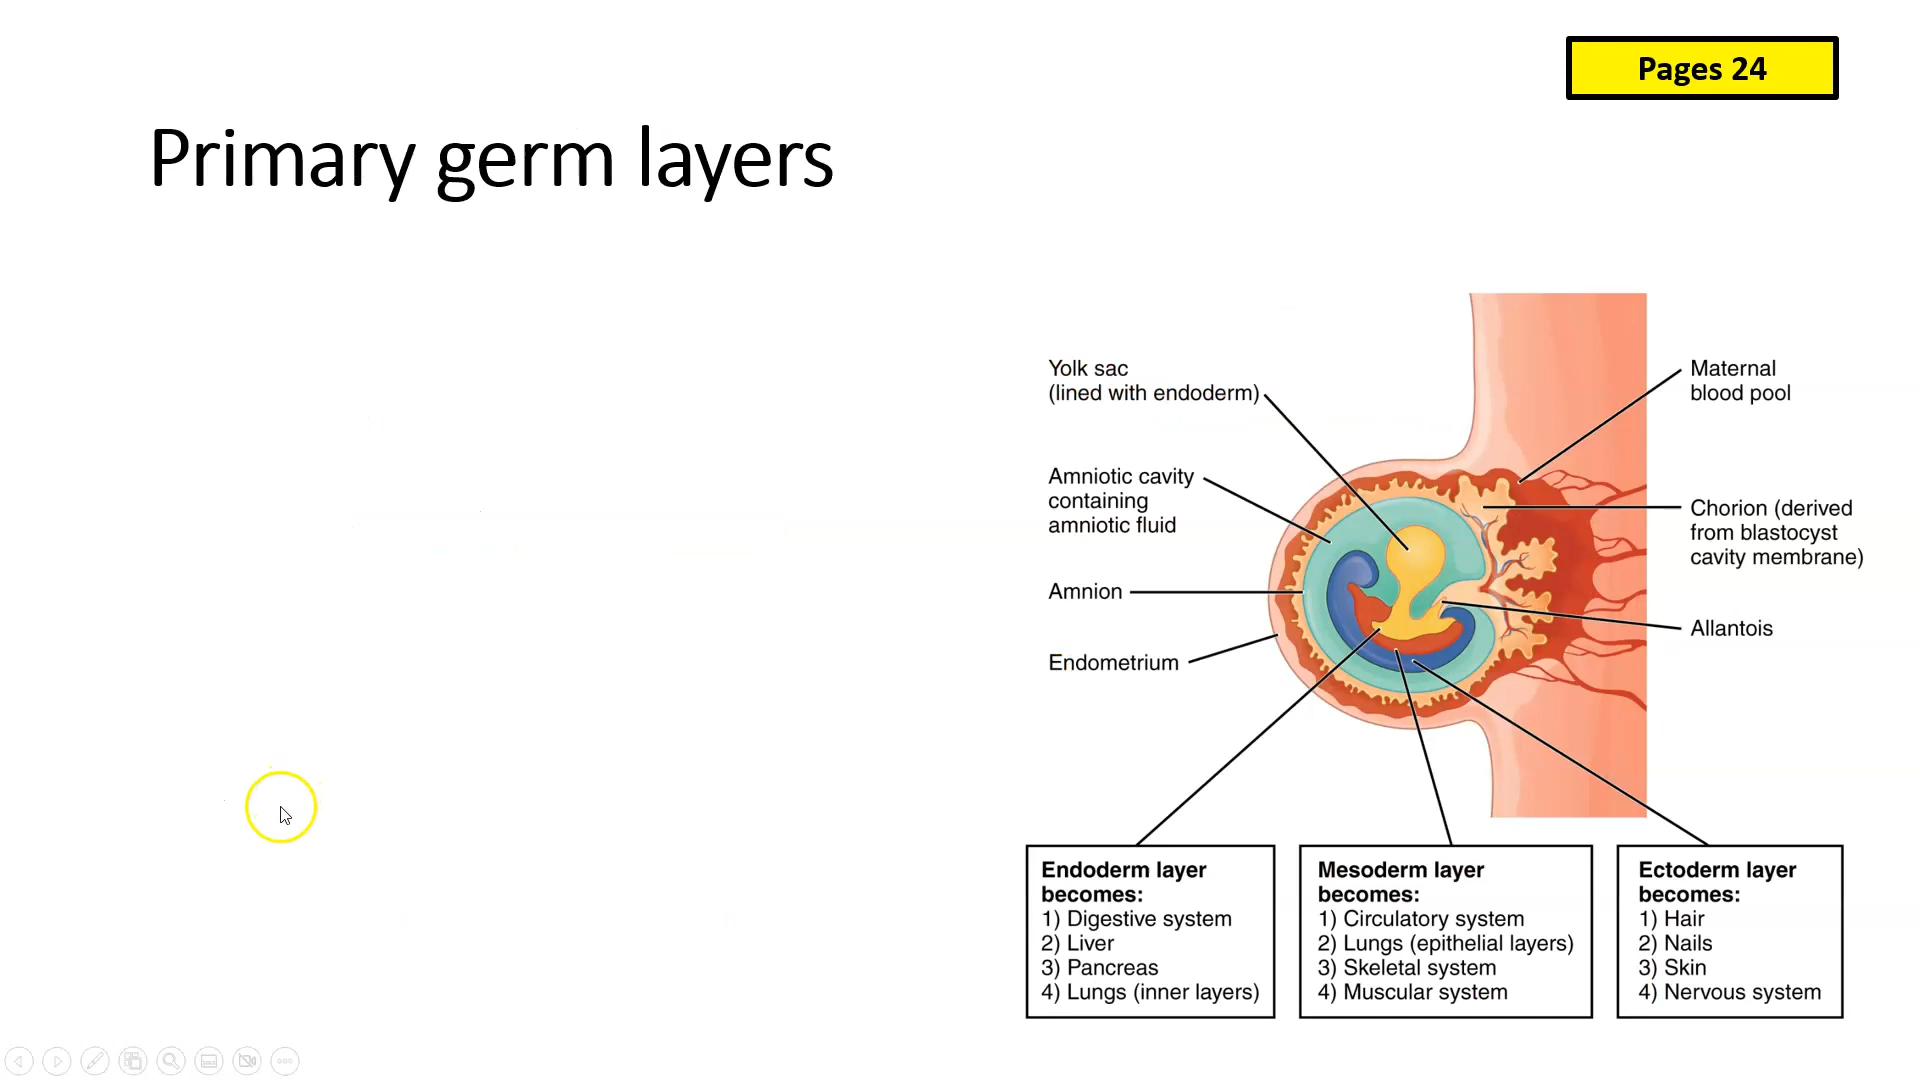 Pages 24
Primary germ layers
Yolk sac
(lined with endoderm)
Amniotic cavity
containing
amniotic fluid
Amnion
Endometrium
Maternal
blood pool
Chorion (derived
from blastocyst
cavity membrane)
Allantois
Endoderm layer
becomes:
1) Digestive system
2) Liver
3) Pancreas
4) Lungs (inner layers)
Mesoderm layer
becomes:
1) Circulatory system
2) Lungs (epithelial layers)
3) Skeletal system
4) Muscular system
Ectoderm layer
becomes:
1) Hair
2) Nails
3) Skin
4) Nervous system